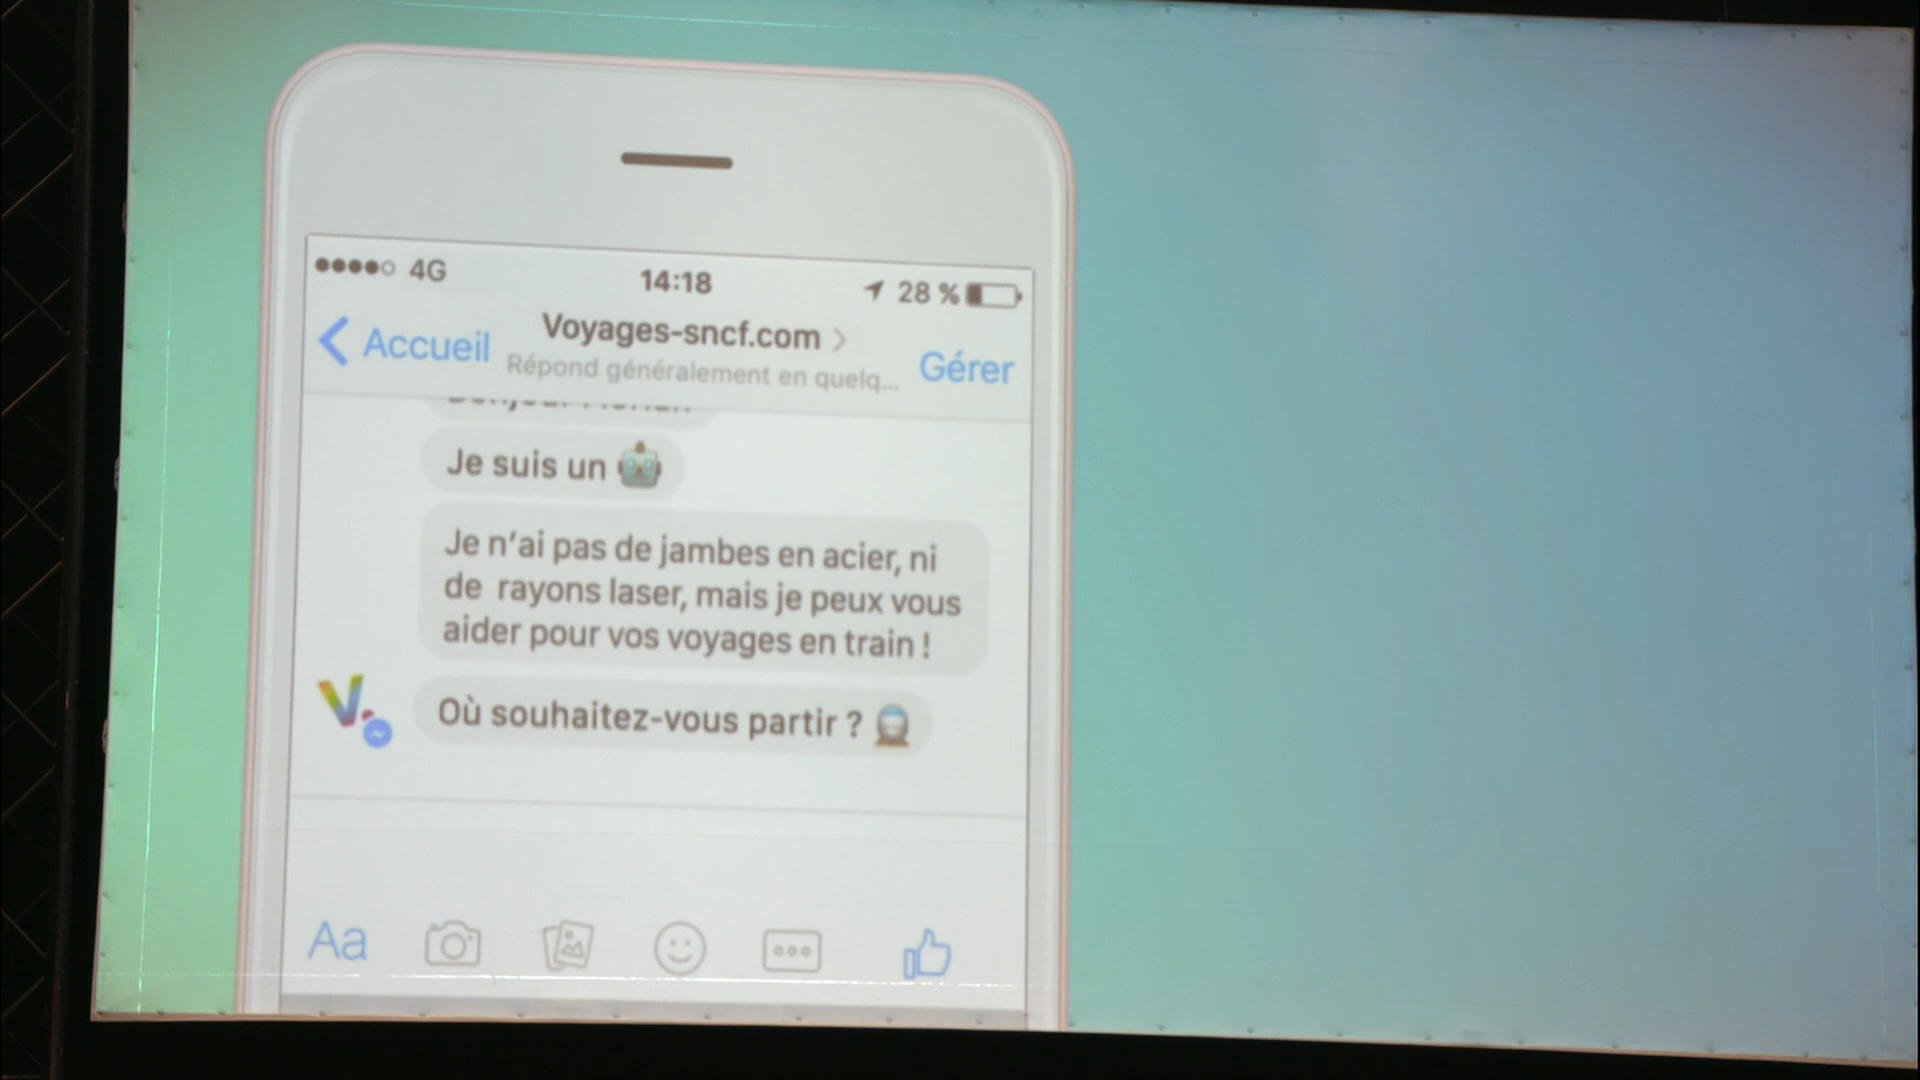 4G 14:18 28 %
Accueil Voyages-sncf.com Gérer
Répond généralement en quelq...
Je suis un
Je n'ai pas de jambes en acier, ni
de rayons laser, mais je peux vous
aider pour vos voyages en train !
Où souhaitez-vous partir ?
V.
Aa